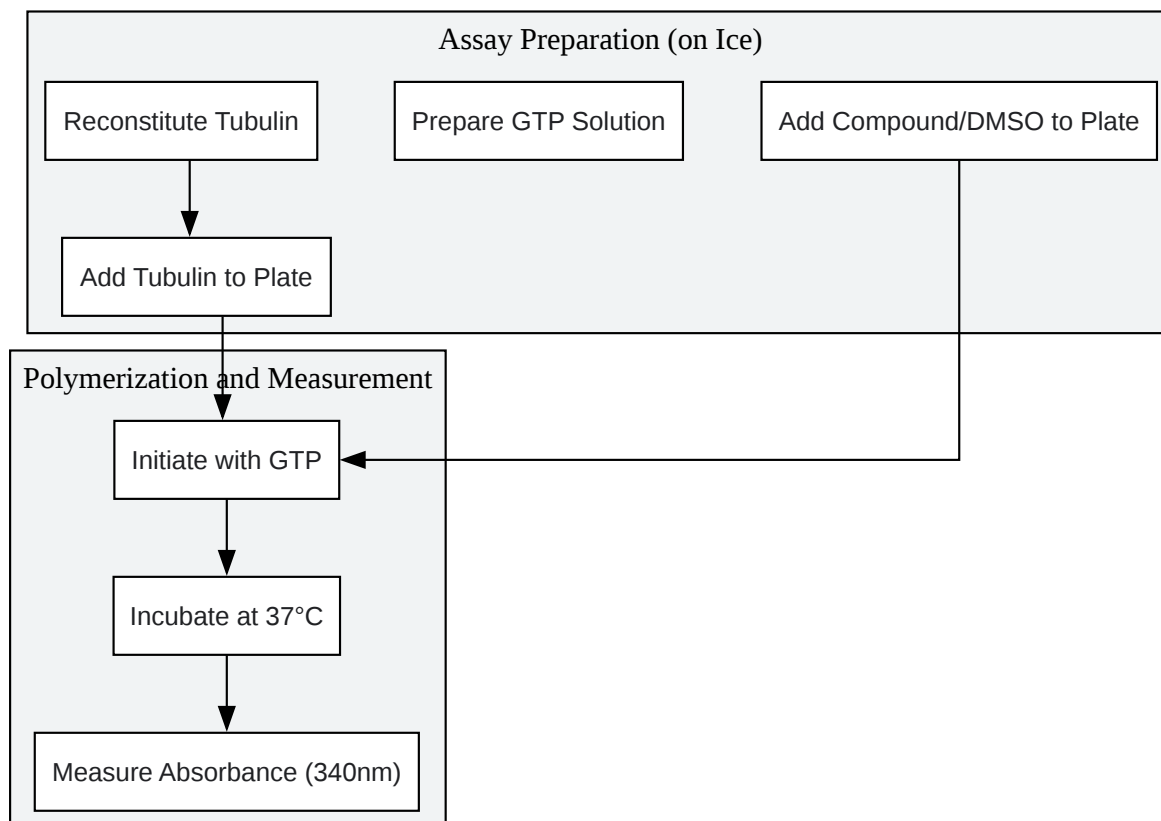 Assay Preparation (on Ice)
Reconstitute Tubulin
Prepare GTP Solution
Add Compound/DMSO to Plate
Add Tubulin to Plate
Polymerization and Measurement
Initiate with GTP
Incubate at 37°C
Measure Absorbance (340nm)